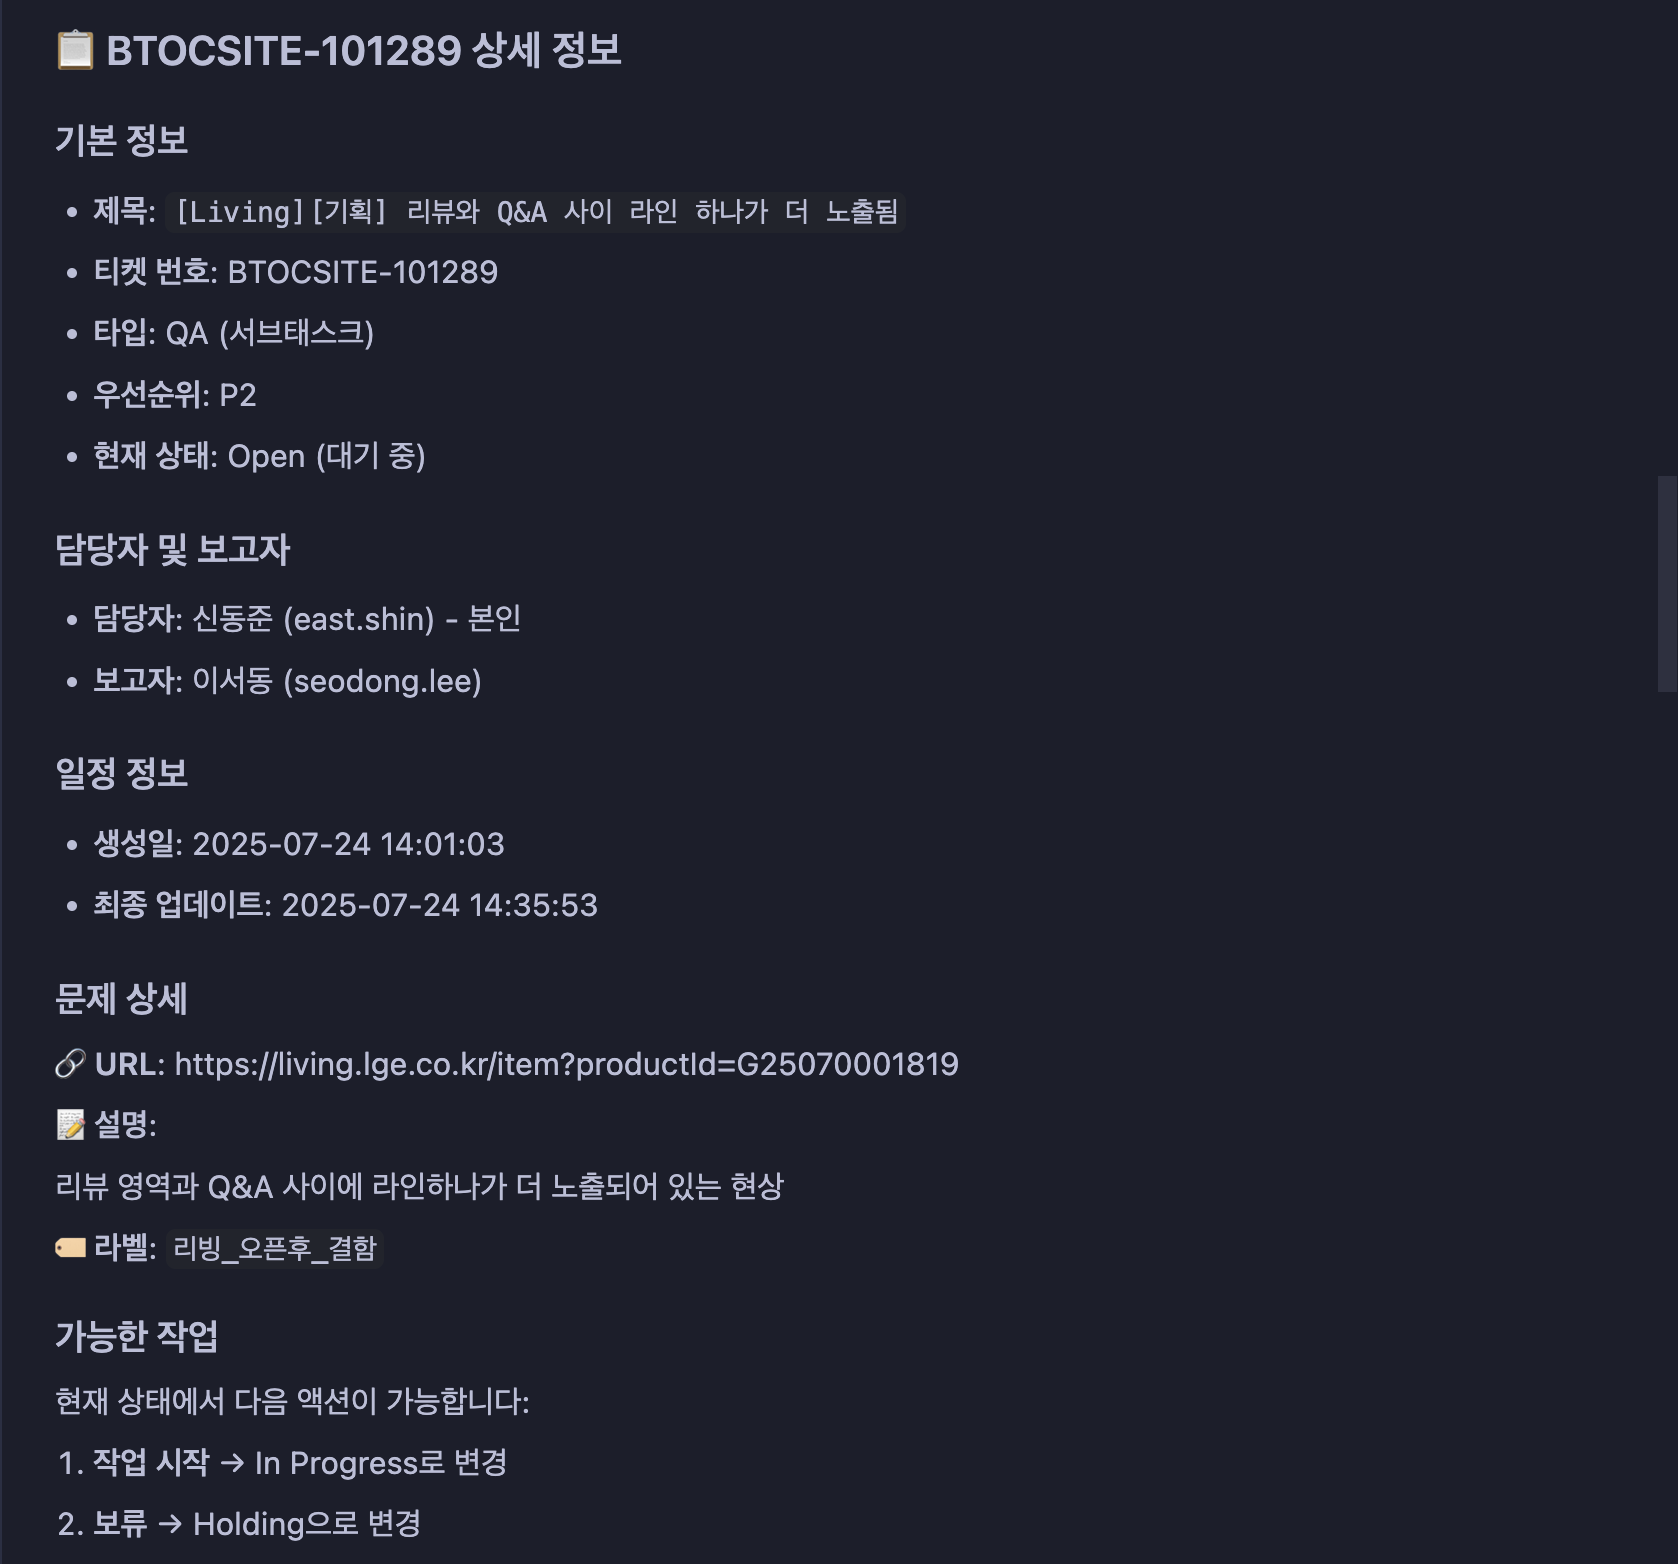 📋 BTOCSITE-101289 상세 정보
기본 정보
• 제목: [Living][기획] 리뷰와 Q&A 사이 라인 하나가 더 노출됨
• 티켓 번호: BTOCSITE-101289
• 타입: QA (서브태스크)
• 우선순위: P2
• 현재 상태: Open (대기 중)
담당자 및 보고자
• 담당자: 신동준 (east.shin) - 본인
• 보고자: 이서동 (seodong.lee)
일정 정보
• 생성일: 2025-07-24 14:01:03
• 최종 업데이트: 2025-07-24 14:35:53
문제 상세
🔗 URL: https://living.lge.co.kr/item?productId=G25070001819
📝 설명:
리뷰 영역과 Q&A 사이에 라인하나가 더 노출되어 있는 현상
🏷️ 라벨: 리빙_오픈후_결함
가능한 작업
현재 상태에서 다음 액션이 가능합니다:
1. 작업 시작 → In Progress로 변경
2. 보류 → Holding으로 변경